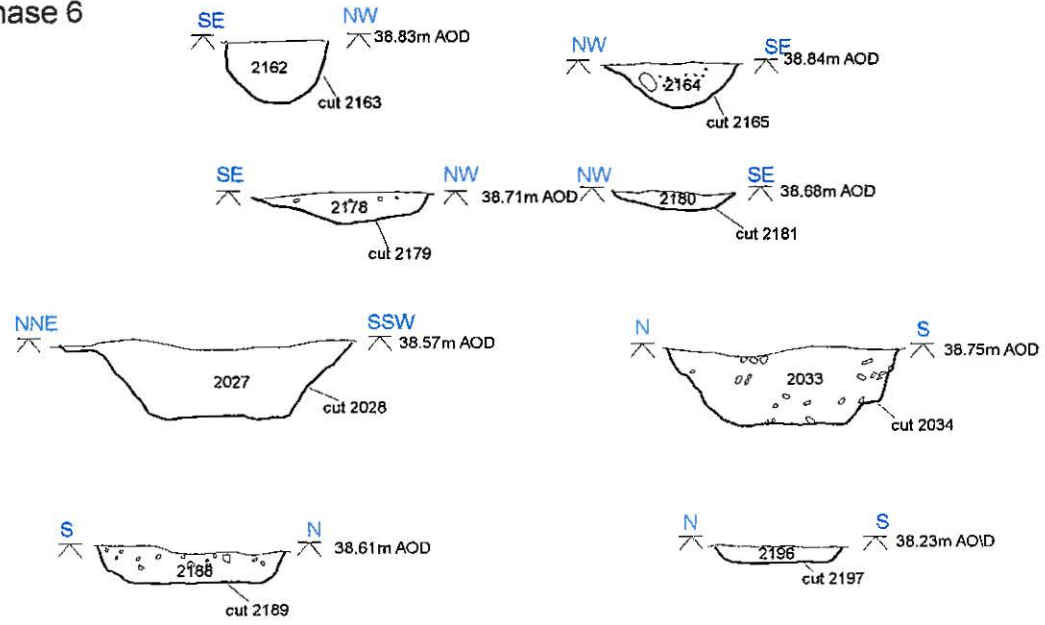 hase 6
SE NW 38.83m AOD
2162
cut 2163
NW SE 38.84m AOD
2164
cut 2165
SE NW 38.71m AOD
2178
cut 2179
NW SE 38.68m AOD
2180
cut 2181
NNE SSW 38.57m AOD
2027
cut 2028
N S 38.75m AOD
2033
cut 2034
S N 38.61m AOD
2188
cut 2189
N S 38.23m AOD
2196
cut 2197